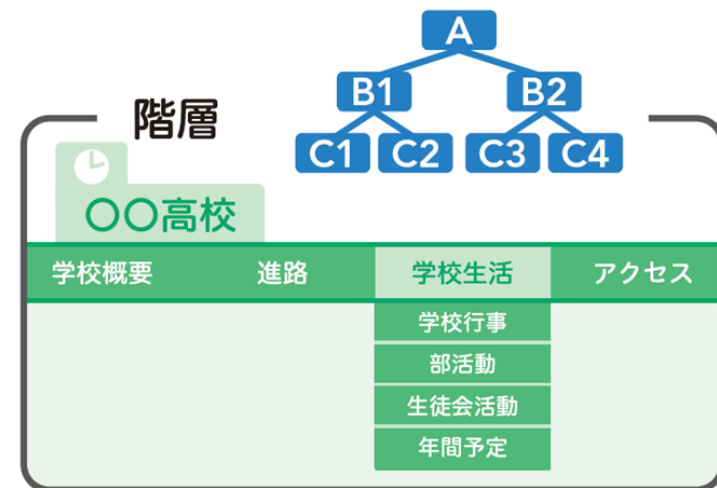 A
B1 B2
階層
C1 C2 C3 C4
〇〇高校
学校概要 進路 学校生活 アクセス
学校行事
部活動
生徒会活動
年間予定